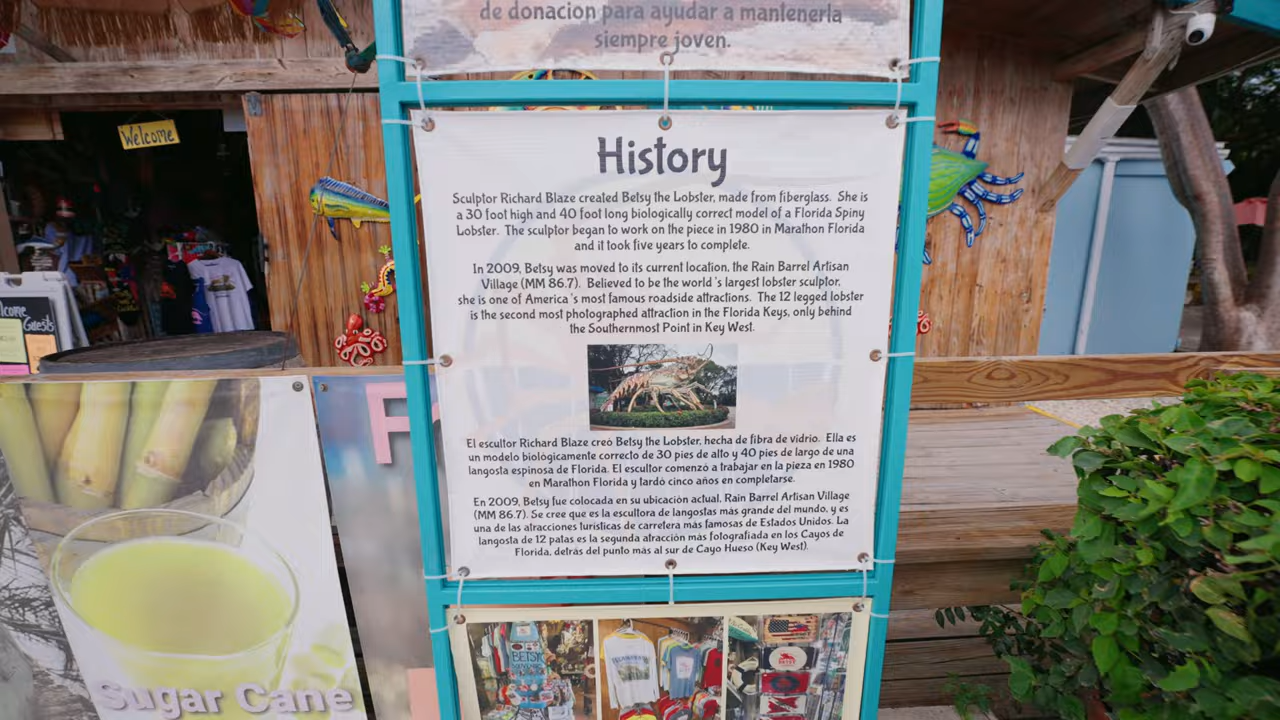 de donacion para ayudar a mantenerla
siempre joven.
Welcome
History
Sculptor Richard Blaze created Betsy the Lobster, made from fiberglass. She is
a 30 foot high and 40 foot long biologically correct model of a Florida Spiny
Lobster. The sculptor began to work on the piece in 1980 in Marathon Florida
and it took five years to complete.
In 2009, Betsy was moved to its current location, the Rain Barrel Artisan
Village (MM 86.7). Believed to be the world's largest lobster sculptor,
she is one of America's most famous roadside attractions. The 12 legged lobster
is the second most photographed attraction in the Florida Keys, only behind
the Southernmost Point in Key West.
El escultor Richard Blaze creó Betsy the Lobster, hecha de fibra de vidrio. Ella es
un modelo biológicamente correcto de 30 pies de alto y 40 pies de largo de una
langosta espinosa de Florida. El escultor comenzó a trabajar en la pieza en 1980
en Marathon Florida y tardó cinco años en completarse.
En 2009, Betsy fue colocada en su ubicación actual, Rain Barrel Artisan Village
(MM 86.7). Se cree que es la escultora de langostas más grande del mundo, y es
una de las atracciones turísticas de carretera más famosas de Estados Unidos. La
langosta de 12 patas es la segunda atracción más fotografiada en los Cayos de
Florida, detrás del punto más al sur de Cayo Hueso (Key West).
lcome
Guests
F
Sugar Cane
BETSY